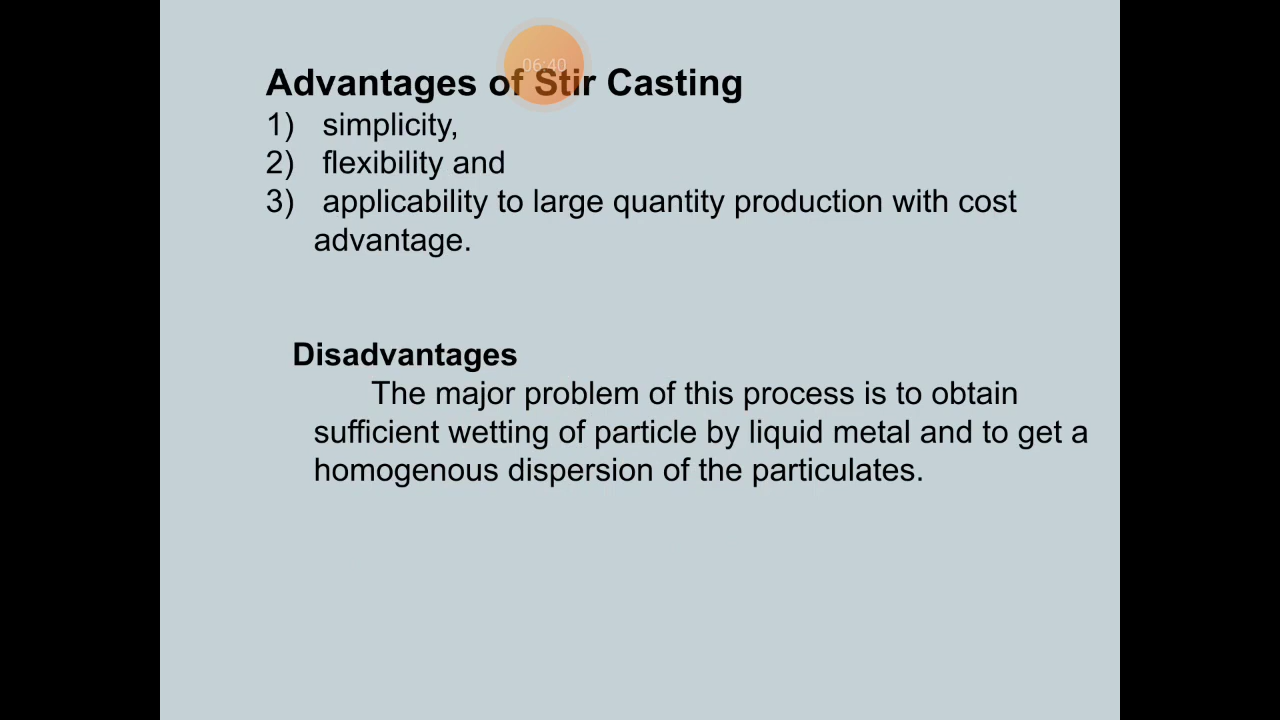 06:40
Advantages of Stir Casting
1) simplicity,
2) flexibility and
3) applicability to large quantity production with cost
advantage.
Disadvantages
The major problem of this process is to obtain
sufficient wetting of particle by liquid metal and to get a
homogenous dispersion of the particulates.